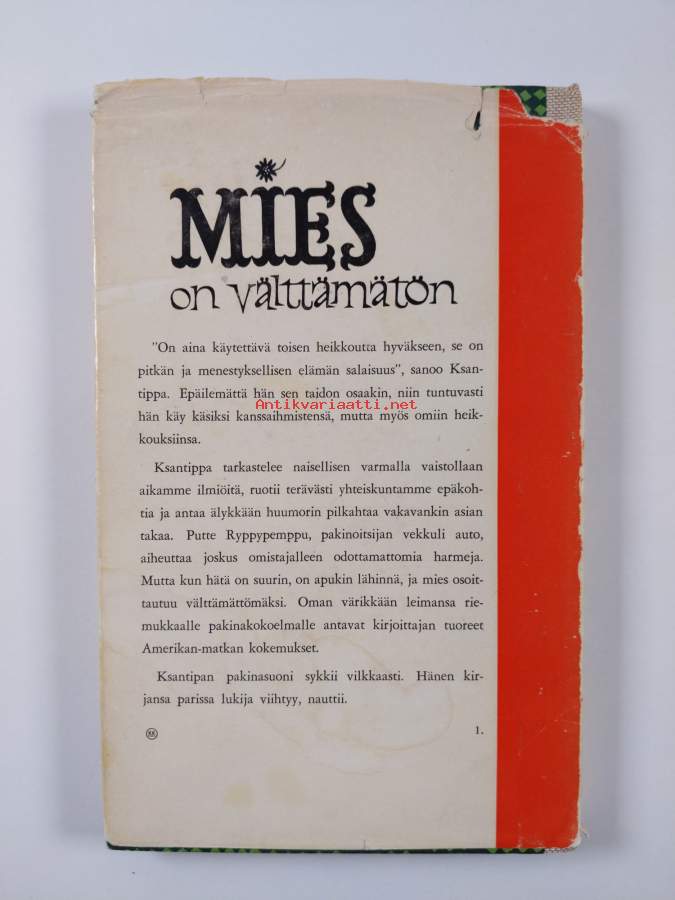 MIES
on välttämätön
"On aina käytettävä toisen heikkoutta hyväkseen, se on
pitkän ja menestyksellisen elämän salaisuus", sanoo Ksan-
tippa. Epäilemättä hän sen taidon osaakin, niin tuntuvasti
Antikvariaatti.net
hän käy käsiksi kanssaihmistensä, mutta myös omiin heik-
kouksiinsa.
Ksantippa tarkastelee naisellisen varmalla vaistollaan
aikamme ilmiöitä, ruotii terävästi yhteiskuntamme epäkoh-
tia ja antaa älykkään huumorin pilkahtaa vakavankin asian
takaa. Putte Ryppypemppu, pakinoitsijan vekkuli auto,
aiheuttaa joskus omistajalleen odottamattomia harmeja.
Mutta kun hätä on suurin, on apukin lähinnä, ja mies osoit-
tautuu välttämättömäksi. Oman värikkään leimansa rie-
mukkaalle pakinakokoelmalle antavat kirjoittajan tuoreet
Amerikan-matkan kokemukset.
Ksantipan pakinasuoni sykkii vilkkaasti. Hänen kir-
jansa parissa lukija viihtyy, nauttii.
1.